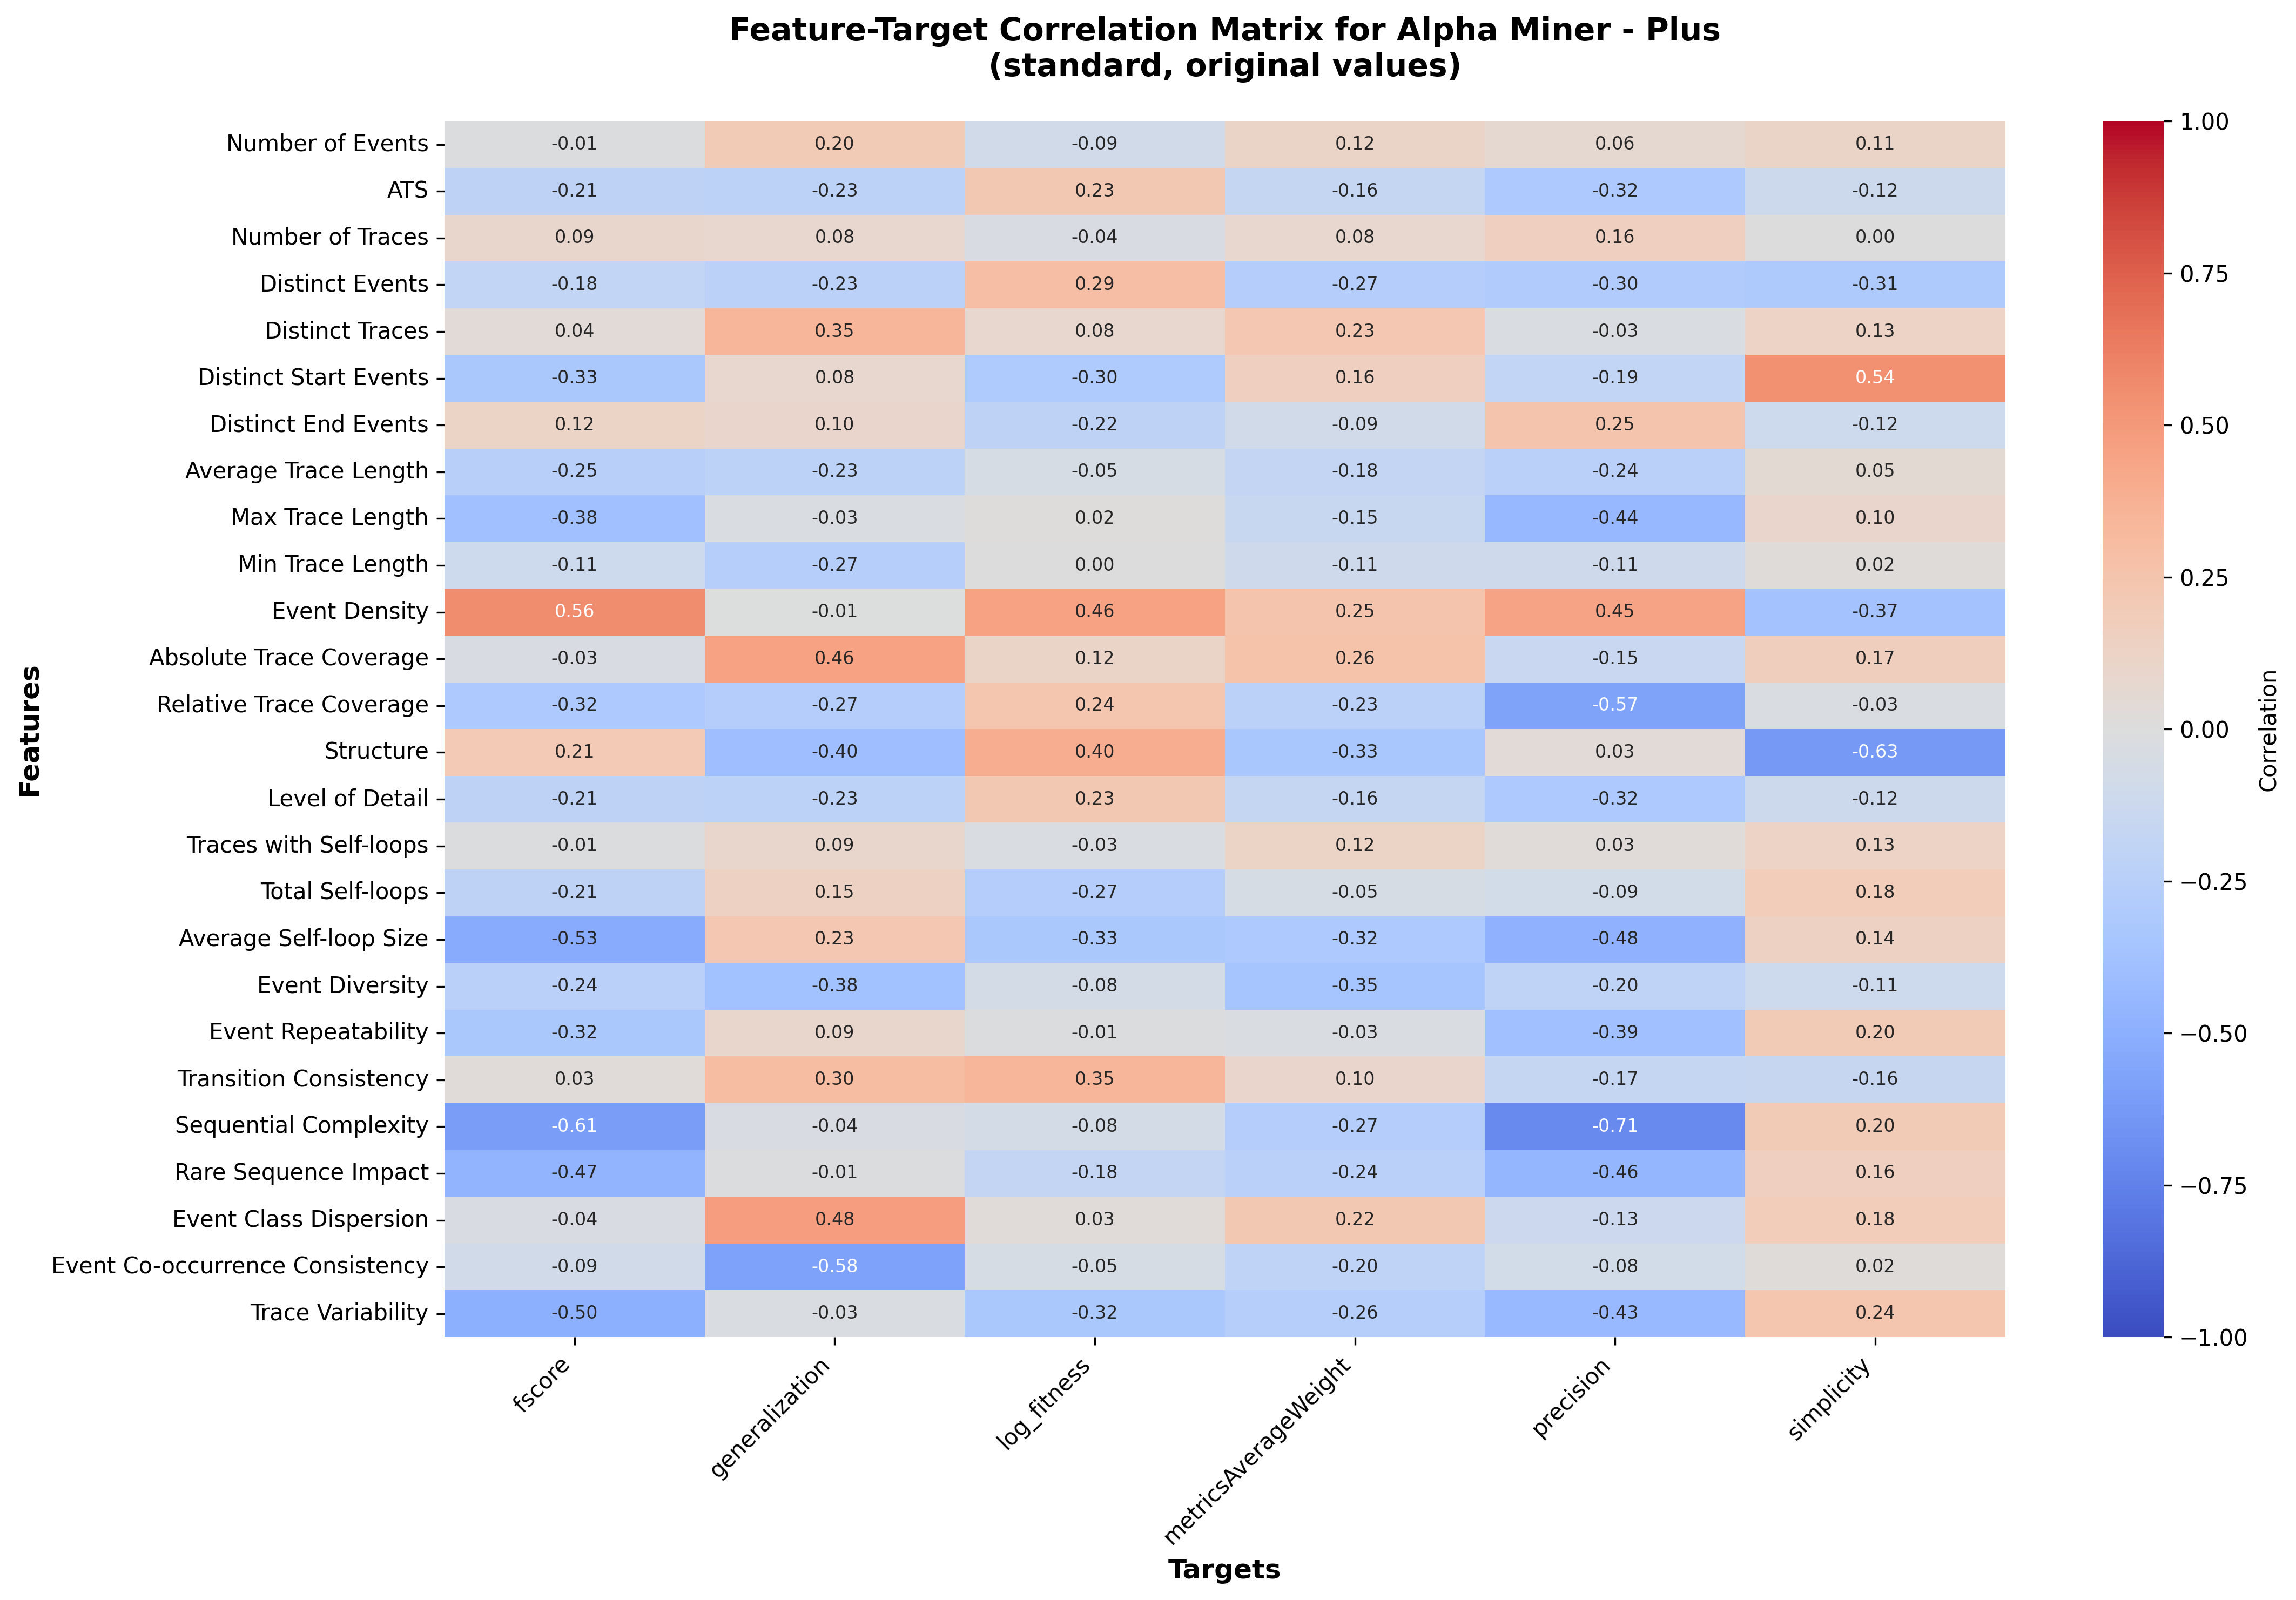 Feature-Target Correlation Matrix for Alpha Miner - Plus
(standard, original values)
Features
Number of Events -0.01 0.20 -0.09 0.12 0.06 0.11
ATS -0.21 -0.23 0.23 -0.16 -0.32 -0.12
Number of Traces 0.09 0.08 -0.04 0.08 0.16 0.00
Distinct Events -0.18 -0.23 0.29 -0.27 -0.30 -0.31
Distinct Traces 0.04 0.35 0.08 0.23 -0.03 0.13
Distinct Start Events -0.33 0.08 -0.30 0.16 -0.19 0.54
Distinct End Events 0.12 0.10 -0.22 -0.09 0.25 -0.12
Average Trace Length -0.25 -0.23 -0.05 -0.18 -0.24 0.05
Max Trace Length -0.38 -0.03 0.02 -0.15 -0.44 0.10
Min Trace Length -0.11 -0.27 0.00 -0.11 -0.11 0.02
Event Density 0.56 -0.01 0.46 0.25 0.45 -0.37
Absolute Trace Coverage -0.03 0.46 0.12 0.26 -0.15 0.17
Relative Trace Coverage -0.32 -0.27 0.24 -0.23 -0.57 -0.03
Structure 0.21 -0.40 0.40 -0.33 0.03 -0.63
Level of Detail -0.21 -0.23 0.23 -0.16 -0.32 -0.12
Traces with Self-loops -0.01 0.09 -0.03 0.12 0.03 0.13
Total Self-loops -0.21 0.15 -0.27 -0.05 -0.09 0.18
Average Self-loop Size -0.53 0.23 -0.33 -0.32 -0.48 0.14
Event Diversity -0.24 -0.38 -0.08 -0.35 -0.20 -0.11
Event Repeatability -0.32 0.09 -0.01 -0.03 -0.39 0.20
Transition Consistency 0.03 0.30 0.35 0.10 -0.17 -0.16
Sequential Complexity -0.61 -0.04 -0.08 -0.27 -0.71 0.20
Rare Sequence Impact -0.47 -0.01 -0.18 -0.24 -0.46 0.16
Event Class Dispersion -0.04 0.48 0.03 0.22 -0.13 0.18
Event Co-occurrence Consistency -0.09 -0.58 -0.05 -0.20 -0.08 0.02
Trace Variability -0.50 -0.03 -0.32 -0.26 -0.43 0.24
fscore generalization log_fitness metricsAverageWeight precision simplicity
Targets
1.00
0.75
0.50
0.25
0.00
−0.25
−0.50
−0.75
−1.00
Correlation